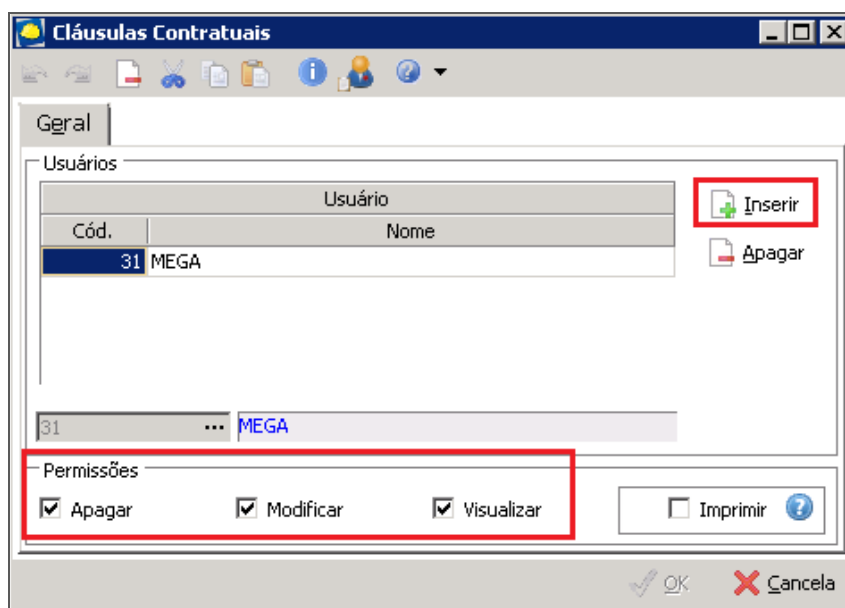 Cláusulas Contratuais
Geral
Usuários
Usuário
Cód. Nome
31 MEGA
Inserir
Apagar
31 ... MEGA
Permissões
Apagar Modificar Visualizar Imprimir
OK Cancela